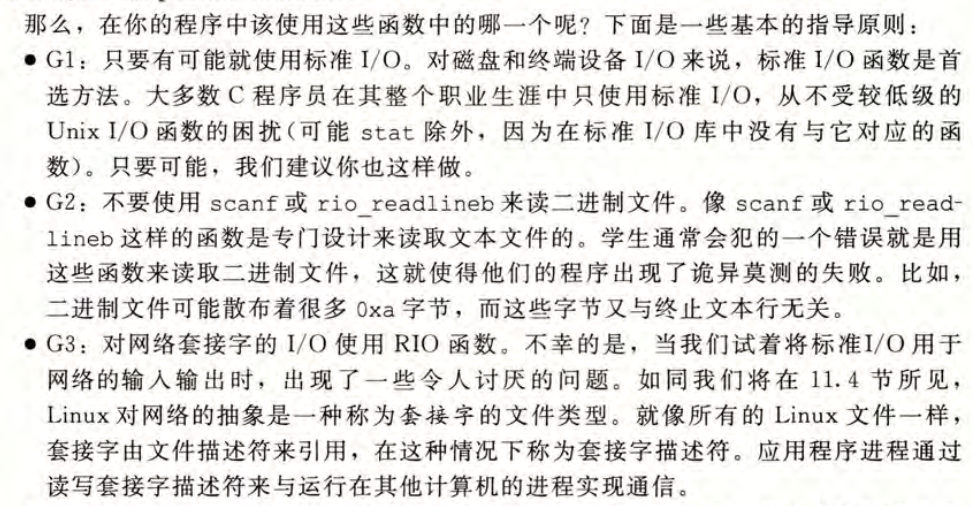 那么，在你的程序中该使用这些函数中的哪一个呢？下面是一些基本的指导原则：
● G1：只要有可能就使用标准 I/O。对磁盘和终端设备 I/O 来说，标准 I/O 函数是首
选方法。大多数 C 程序员在其整个职业生涯中只使用标准 I/O，从不受较低级的
Unix I/O 函数的困扰(可能 stat 除外，因为在标准 I/O 库中没有与它对应的函
数)。只要可能，我们建议你也这样做。
● G2：不要使用 scanf 或 rio_readlineb 来读二进制文件。像 scanf 或 rio_read-
lineb 这样的函数是专门设计来读取文本文件的。学生通常会犯的一个错误就是用
这些函数来读取二进制文件，这就使得他们的程序出现了诡异莫测的失败。比如，
二进制文件可能散布着很多 0xa 字节，而这些字节又与终止文本行无关。
● G3：对网络套接字的 I/O 使用 RIO 函数。不幸的是，当我们试着将标准I/O 用于
网络的输入输出时，出现了一些令人讨厌的问题。如同我们将在 11.4 节所见，
Linux 对网络的抽象是一种称为套接字的文件类型。就像所有的 Linux 文件一样，
套接字由文件描述符来引用，在这种情况下称为套接字描述符。应用程序进程通过
读写套接字描述符来与运行在其他计算机的进程实现通信。